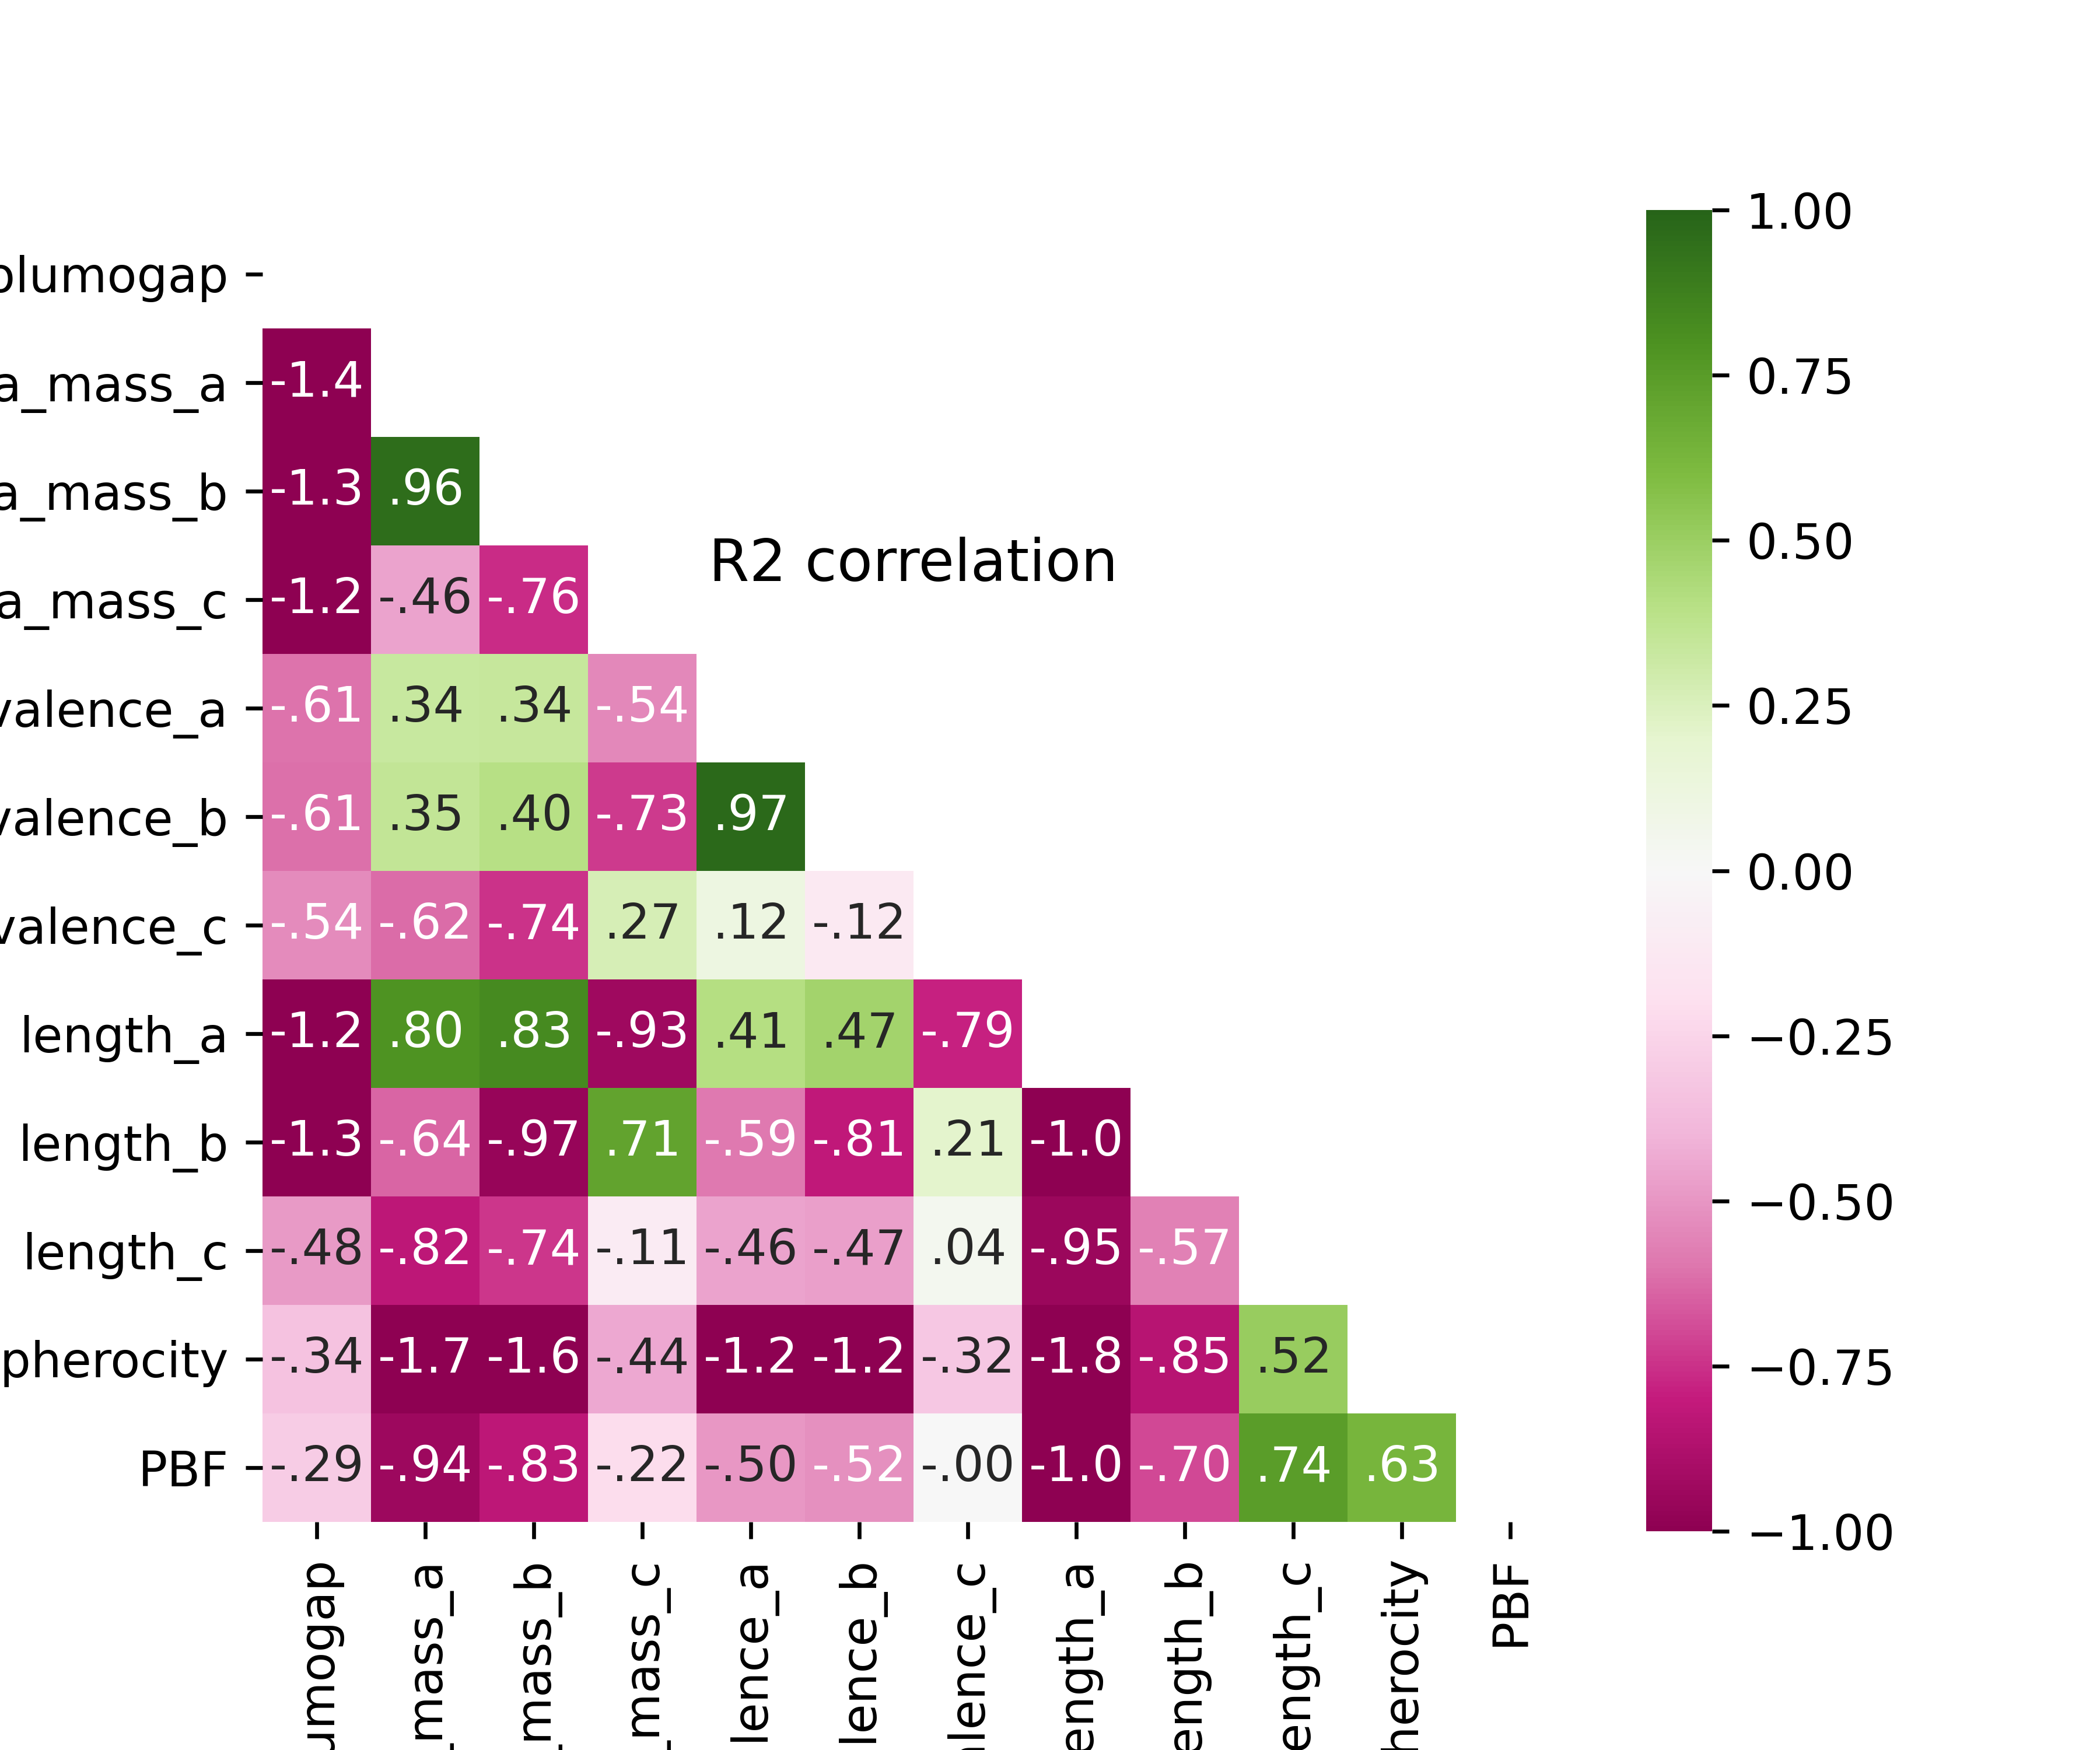 1.00
olumogap
a_mass_a -1.4
0.75
a_mass_b -1.3 .96
0.50
R2 correlation
a_mass_c -1.2 -.46 -.76
valence_a -.61 .34 .34 -.54
0.25
valence_b -.61 .35 .40 -.73 .97
0.00
valence_c -.54 -.62 -.74 .27 .12 -.12
length_a -1.2 .80 .83 -.93 .41 .47 -.79
−0.25
length_b -1.3 -.64 -.97 .71 -.59 -.81 .21 -1.0
−0.50
length_c -.48 -.82 -.74 -.11 -.46 -.47 .04 -.95 -.57
pherocity -.34 -1.7 -1.6 -.44 -1.2 -1.2 -.32 -1.8 -.85 .52
−0.75
PBF -.29 -.94 -.83 -.22 -.50 -.52 -.00 -1.0 -.70 .74 .63
−1.00
umogap
_mass_a
_mass_b
_mass_c
lence_a
lence_b
alence_c
ength_a
ength_b
ength_c
herocity
PBF